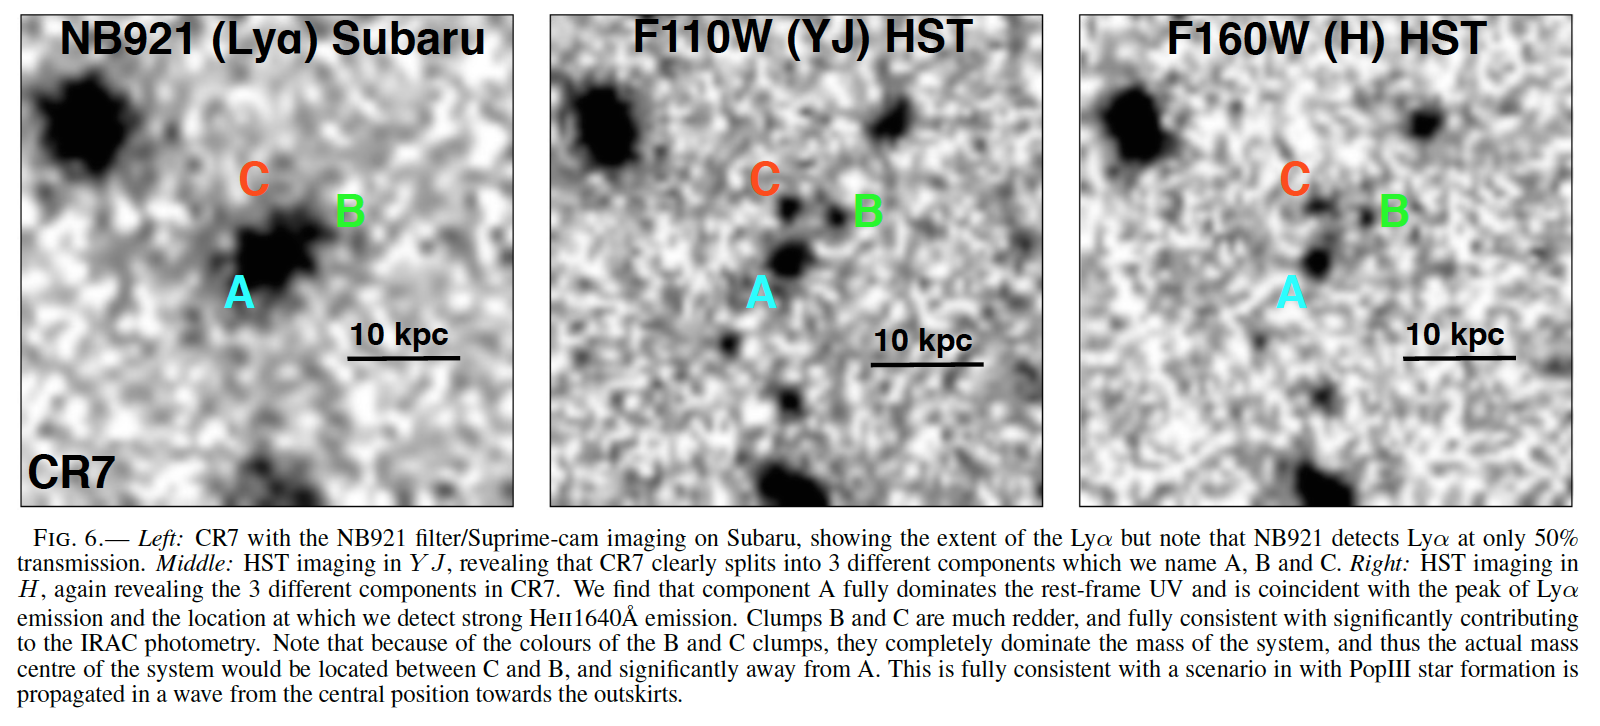 NB921 (Lyα) Subaru
C
B
A
10 kpc
CR7
F110W (YJ) HST
C
B
A
10 kpc
F160W (H) HST
C
B
A
10 kpc
FIG. 6.— Left: CR7 with the NB921 filter/Suprime-cam imaging on Subaru, showing the extent of the Lyα but note that NB921 detects Lyα at only 50%
transmission. Middle: HST imaging in Y J, revealing that CR7 clearly splits into 3 different components which we name A, B and C. Right: HST imaging in
H, again revealing the 3 different components in CR7. We find that component A fully dominates the rest-frame UV and is coincident with the peak of Lyα
emission and the location at which we detect strong HeII1640Å emission. Clumps B and C are much redder, and fully consistent with significantly contributing
to the IRAC photometry. Note that because of the colours of the B and C clumps, they completely dominate the mass of the system, and thus the actual mass
centre of the system would be located between C and B, and significantly away from A. This is fully consistent with a scenario in with PopIII star formation is
propagated in a wave from the central position towards the outskirts.